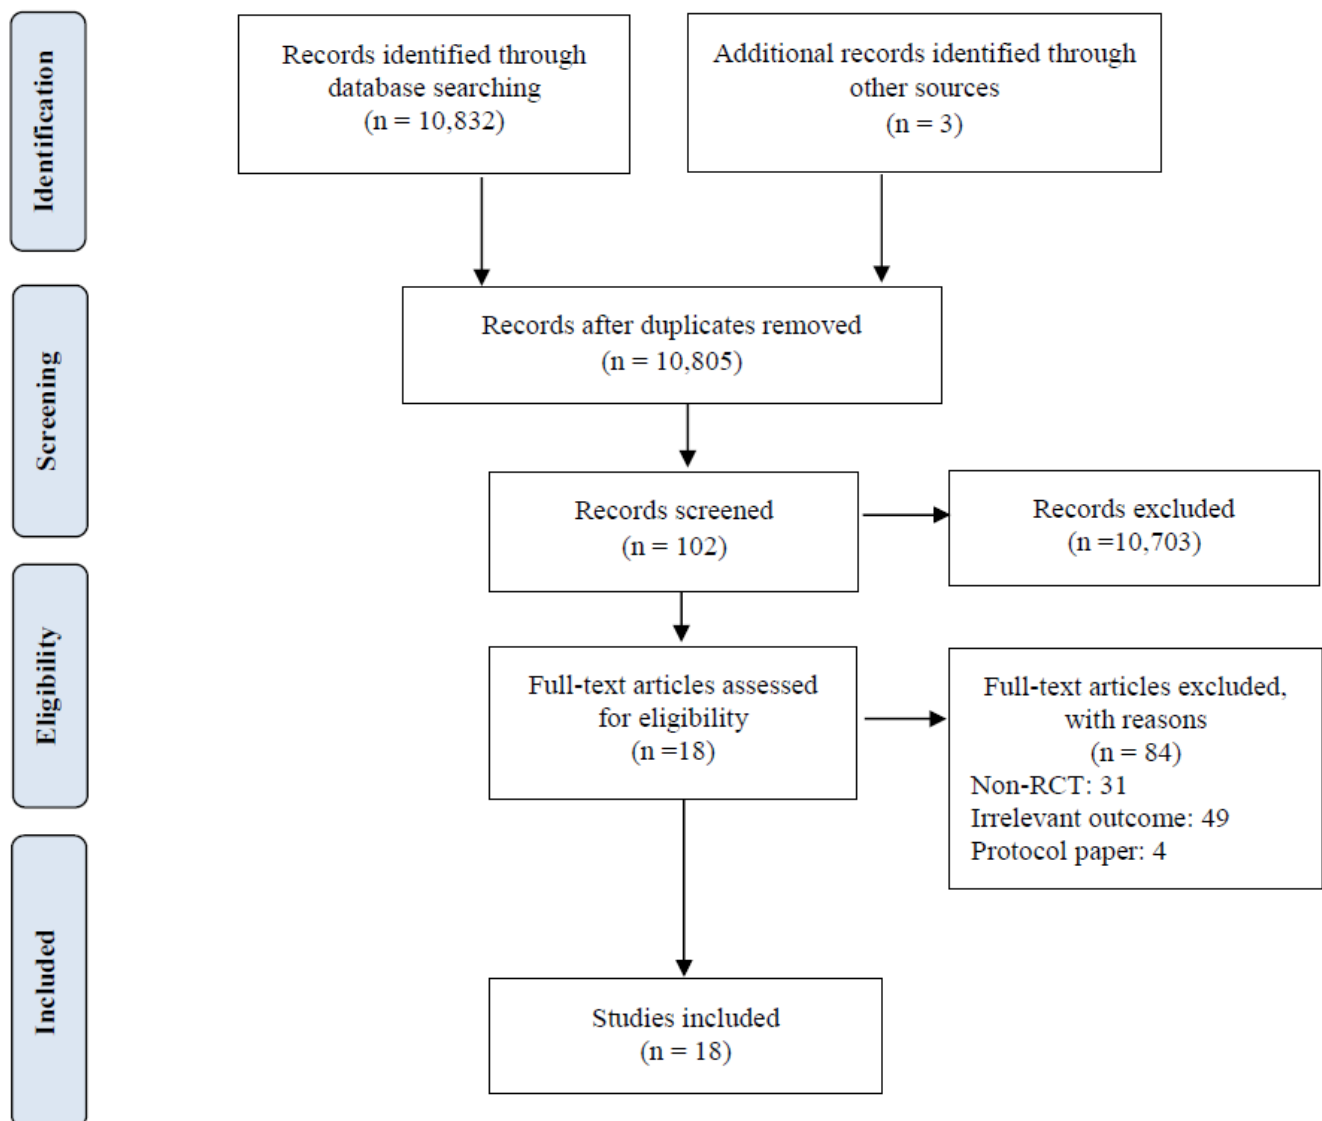 Identification
Records identified through
database searching
(n = 10,832)
Additional records identified through
other sources
(n = 3)
Screening
Records after duplicates removed
(n = 10,805)
Records screened
(n = 102)
Records excluded
(n =10,703)
Eligibility
Full-text articles assessed
for eligibility
(n =18)
Full-text articles excluded,
with reasons
(n = 84)
Non-RCT: 31
Irrelevant outcome: 49
Protocol paper: 4
Included
Studies included
(n = 18)